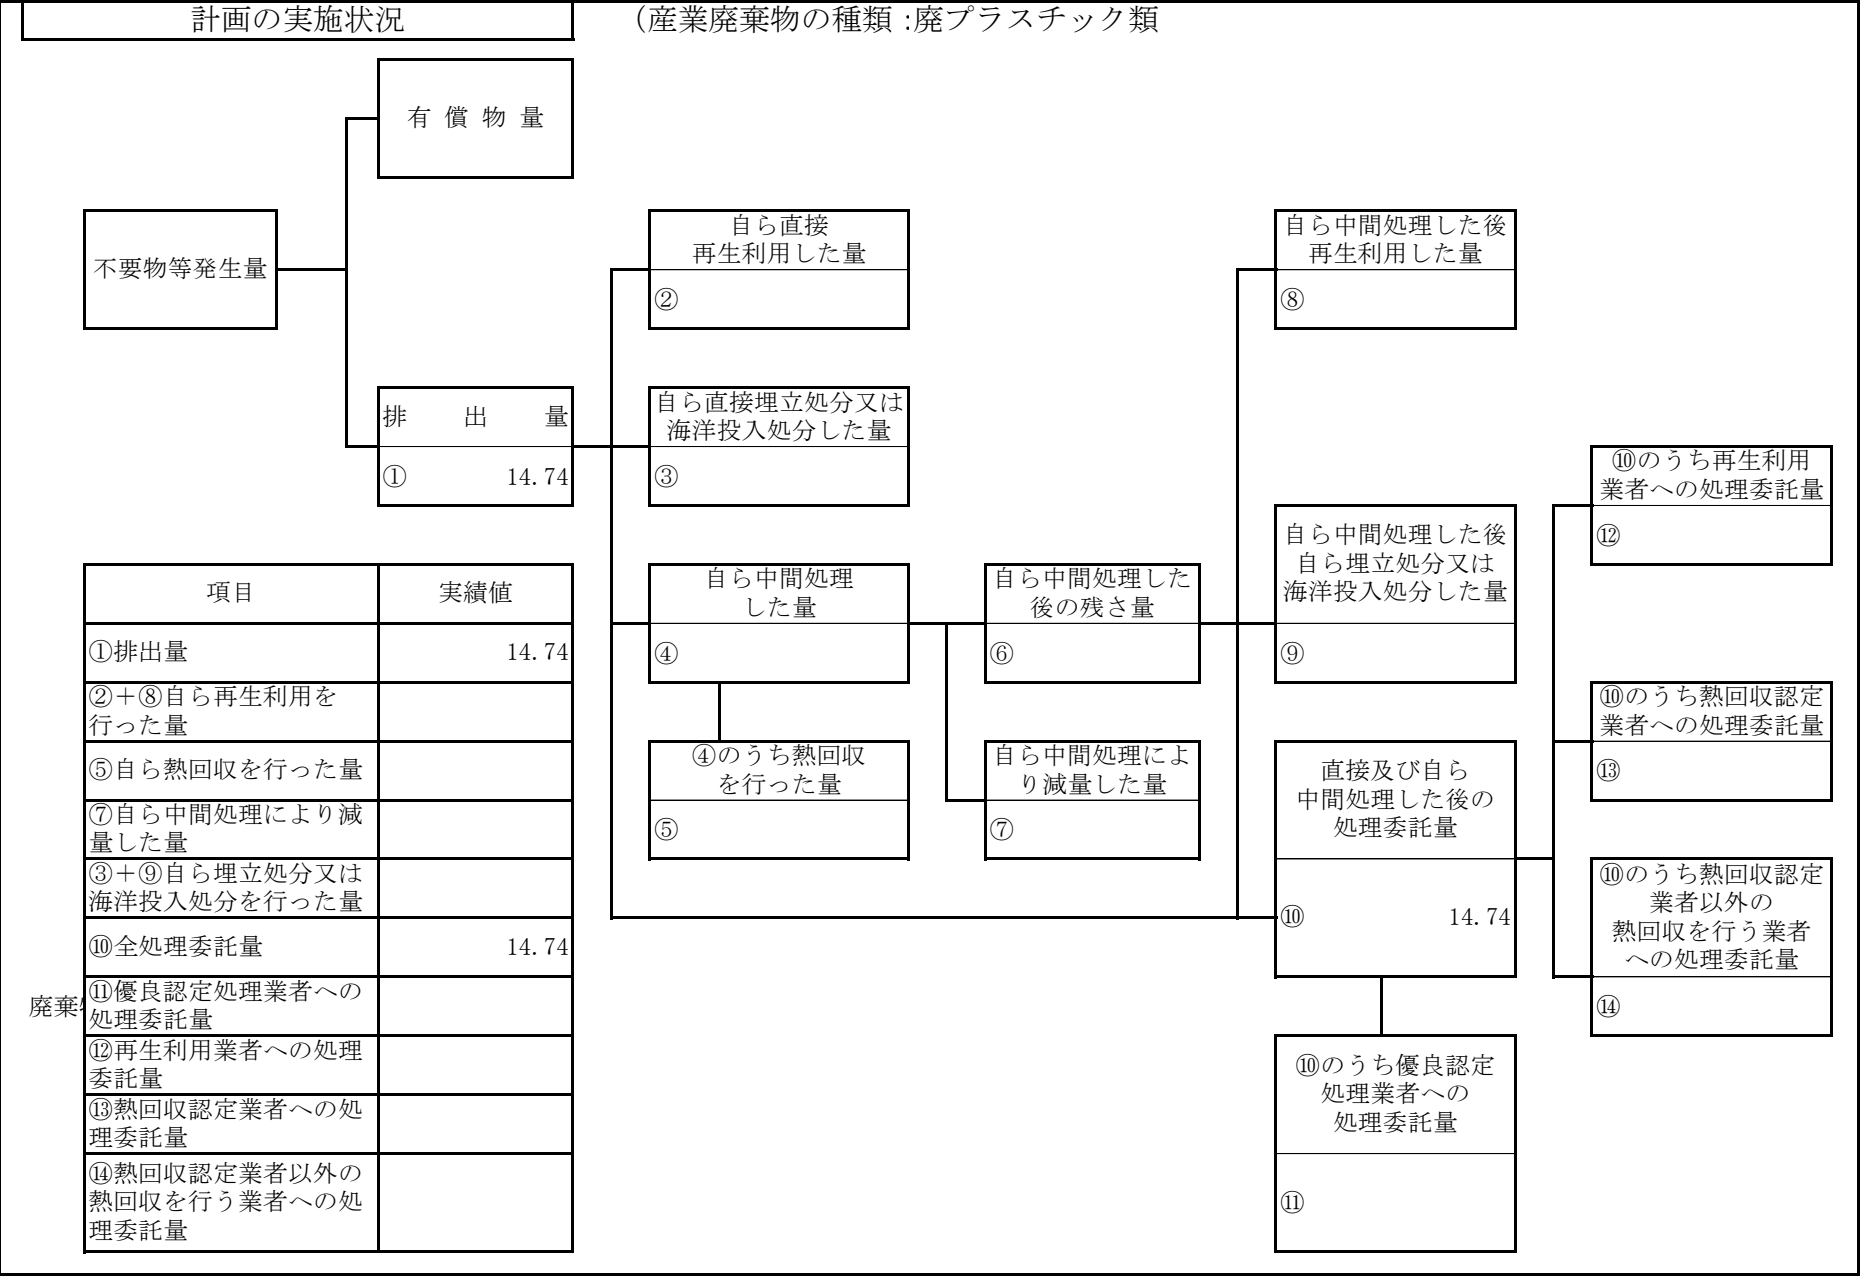 計画の実施状況
（産業廃棄物の種類:廃プラスチック類
有償物量
不要物等発生量
自ら直接
再生利用した量
②
自ら中間処理した後
再生利用した量
⑧
排出量
① 14.74
自ら直接埋立処分又は
海洋投入処分した量
③
⑩のうち再生利用
業者への処理委託量
⑫
自ら中間処理した後
自ら埋立処分又は
海洋投入処分した量
⑨
自ら中間処理
した量
④
自ら中間処理した
後の残さ量
⑥
④のうち熱回収
を行った量
⑤
自ら中間処理によ
り減量した量
⑦
直接及び自ら
中間処理した後の
処理委託量
⑩ 14.74
⑩のうち熱回収認定
業者への処理委託量
⑬
⑩のうち熱回収認定
業者以外の
熱回収を行う業者
への処理委託量
⑭
⑩のうち優良認定
処理業者への
処理委託量
⑪
項目 実績値
①排出量 14.74
②＋⑧自ら再生利用を
行った量
⑤自ら熱回収を行った量
⑦自ら中間処理により減
量した量
③＋⑨自ら埋立処分又は
海洋投入処分を行った量
⑩全処理委託量 14.74
廃棄
⑪優良認定処理業者への
処理委託量
⑫再生利用業者への処理
委託量
⑬熱回収認定業者への処
理委託量
⑭熱回収認定業者以外の
熱回収を行う業者への処
理委託量